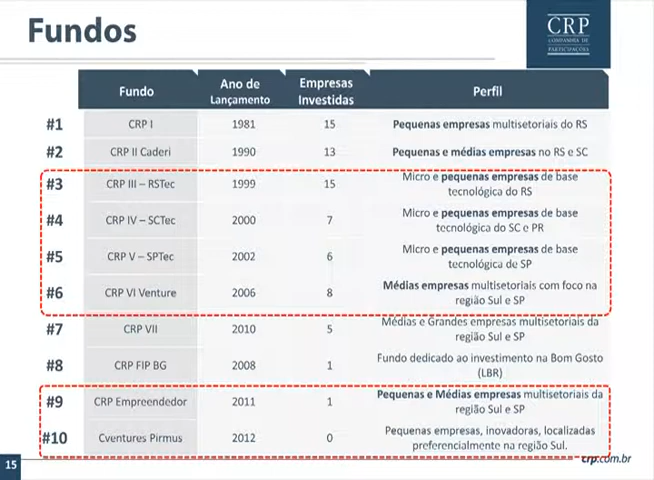 Fundos
CRP
COMPANHIA DE
PARTICIPAÇÕES
Fundo
Ano de
Lançamento
Empresas
Investidas
Perfil
#1 CRP I 1981 15 Pequenas empresas multisetoriais do RS
#2 CRP II Caderi 1990 13 Pequenas e médias empresas no RS e SC
#3 CRP III – RSTec 1999 15 Micro e pequenas empresas de base
tecnológica do RS
#4 CRP IV – SCTec 2000 7 Micro e pequenas empresas de base
tecnológica do SC e PR
#5 CRP V – SPTec 2002 6 Micro e pequenas empresas de base
tecnológica de SP
#6 CRP VI Venture 2006 8 Médias empresas multisetoriais com foco na
região Sul e SP
#7 CRP VII 2010 5 Médias e Grandes empresas multisetoriais da
região Sul e SP
#8 CRP FIP BG 2008 1 Fundo dedicado ao investimento na Bom Gosto
(LBR)
#9 CRP Empreendedor 2011 1 Pequenas e Médias empresas multisetoriais da
região Sul e SP
#10 Cventures Pirmus 2012 0 Pequenas empresas, inovadoras, localizadas
preferencialmente na região Sul.
15
crp.com.br